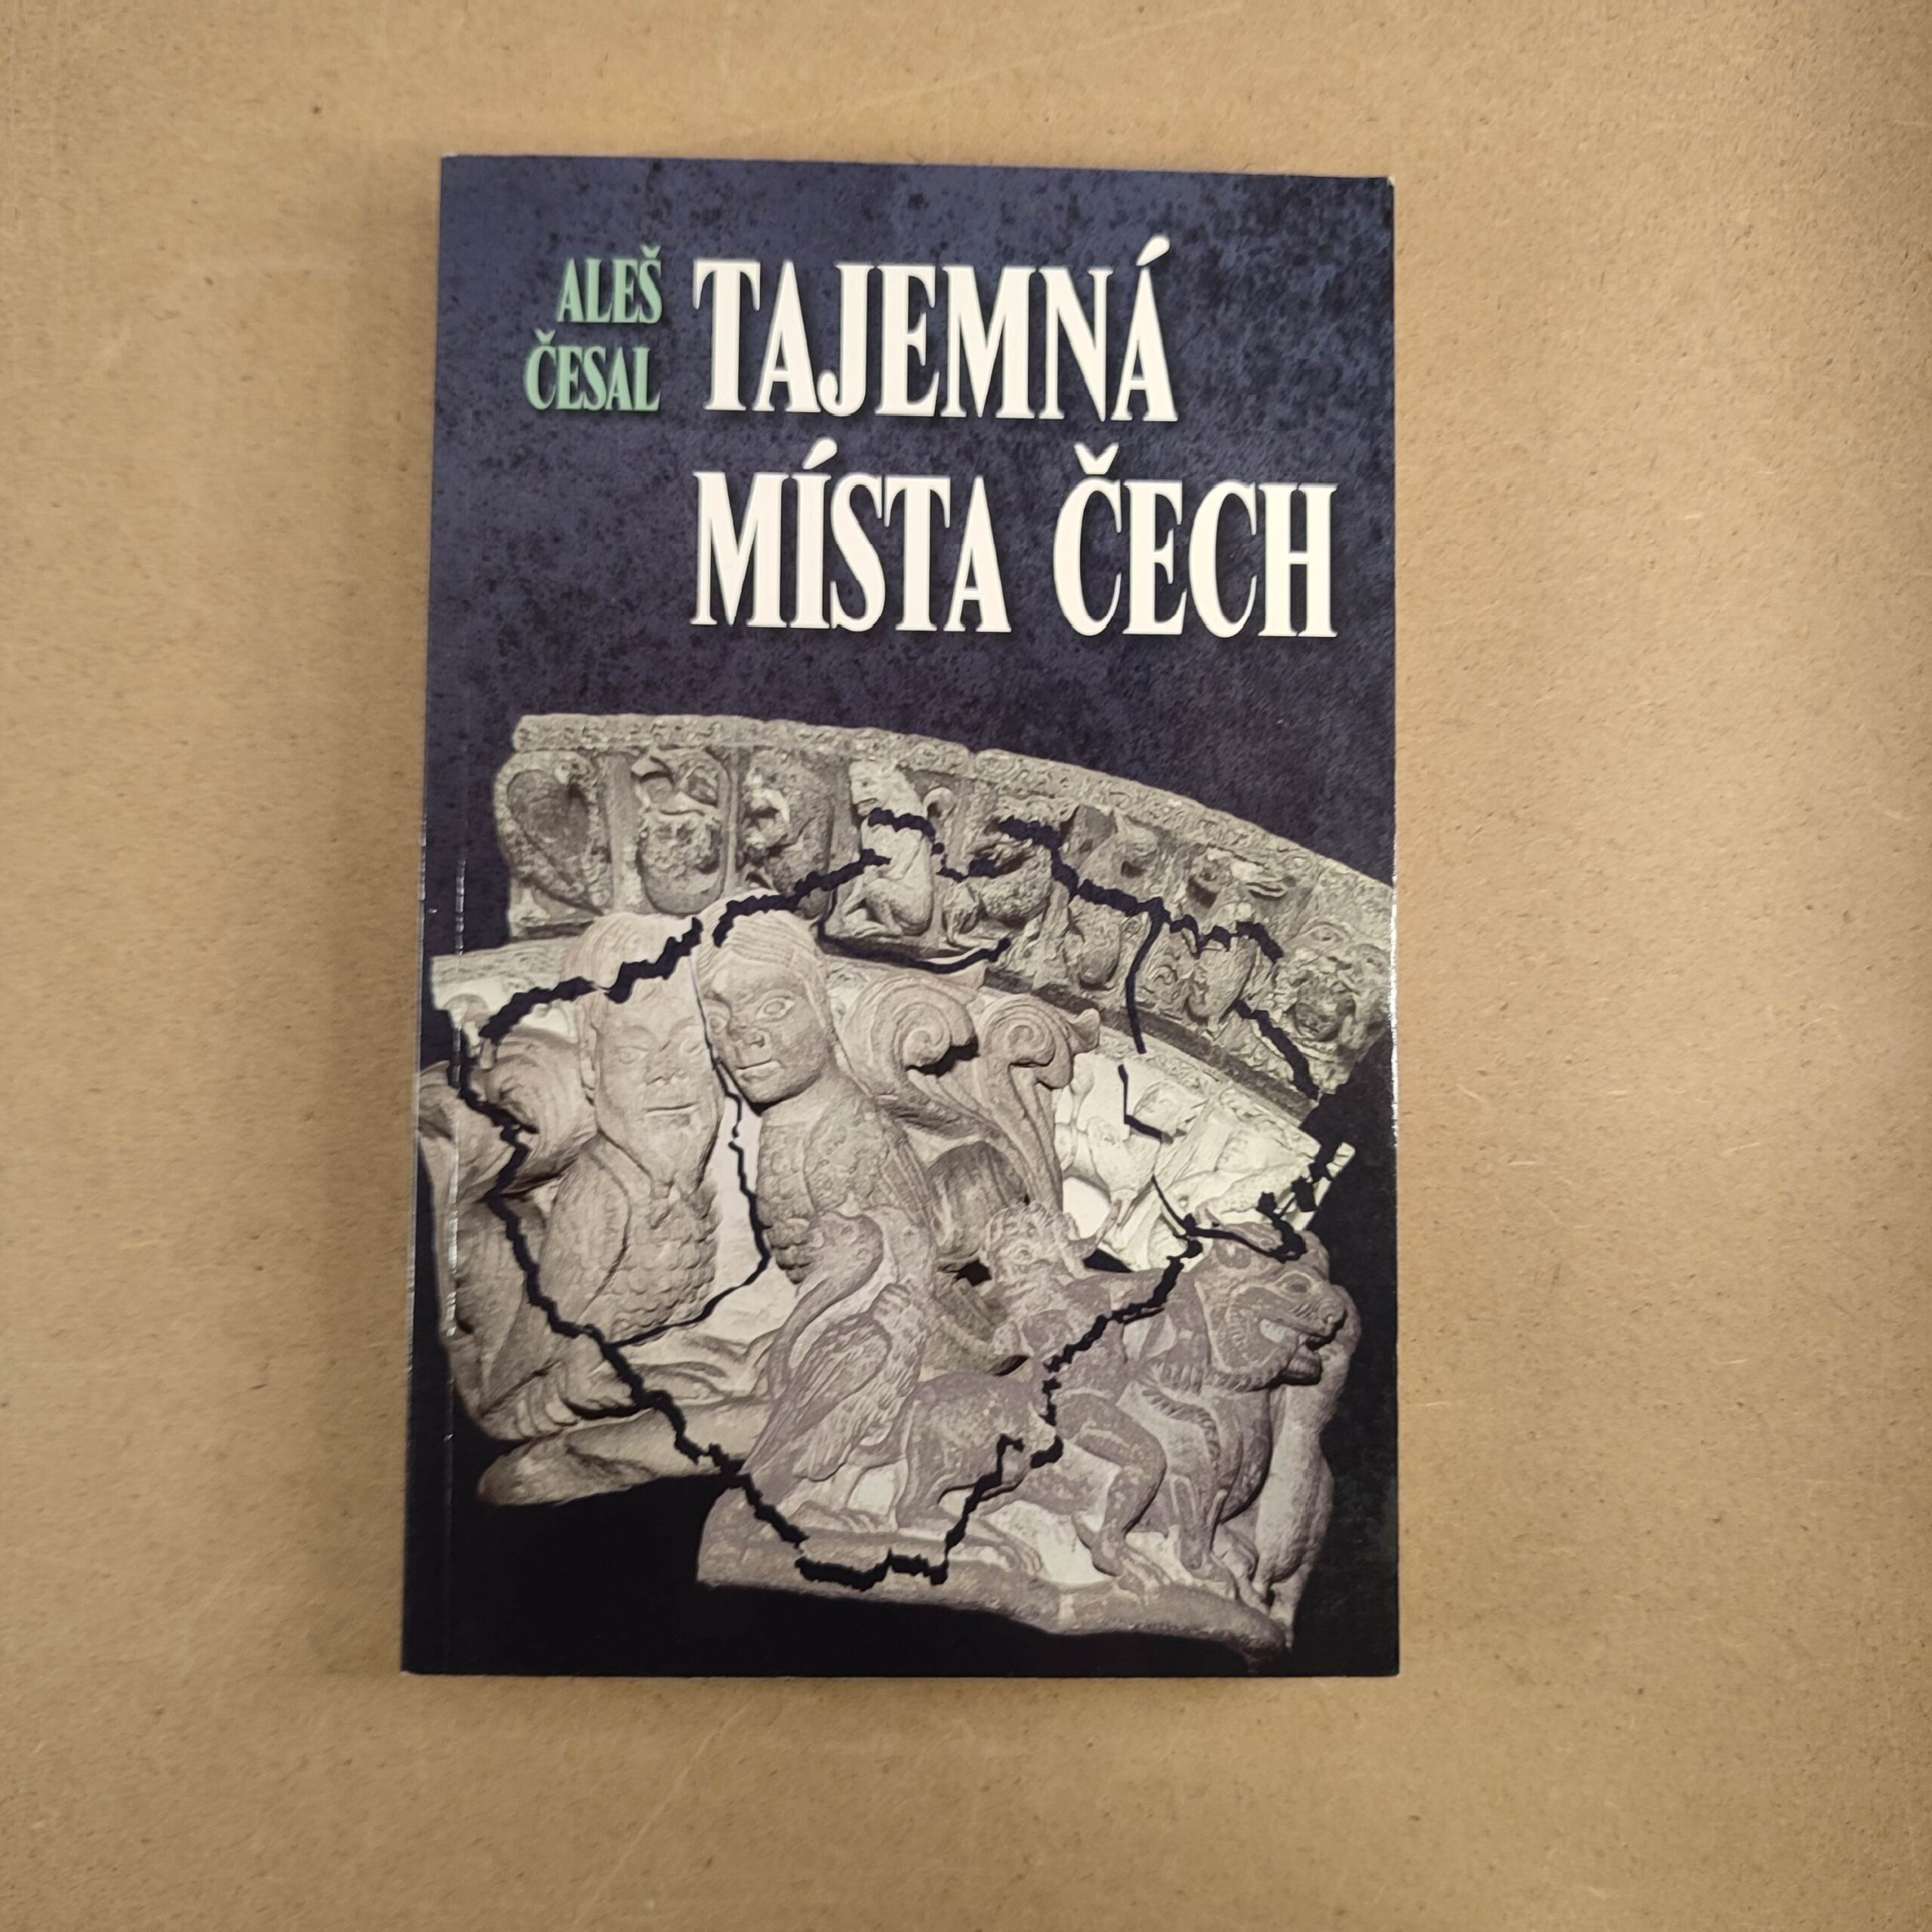 ALEŠ
ČESAL
TAJEMNÁ
MÍSTA ČECH